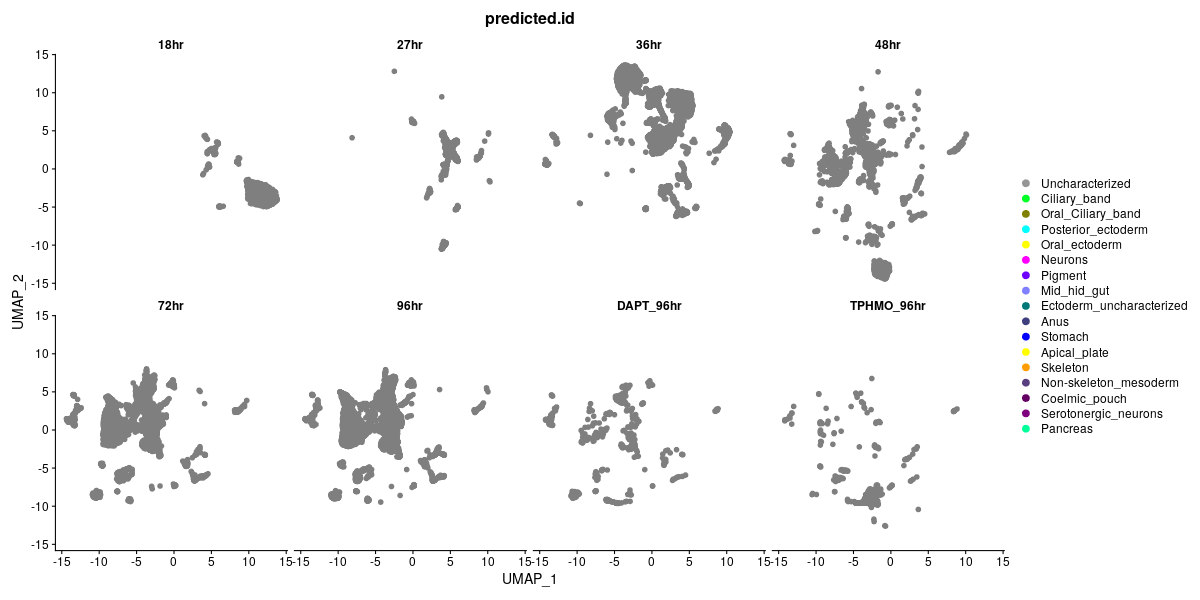 predicted.id
18hr
27hr
36hr
48hr
15
10
5
0
-5
-10
-15
72hr
96hr
DAPT_96hr
TPHMO_96hr
15
10
5
0
-5
-10
-15
UMAP_2
-15 -10 -5 0 5 10 15
-15 -10 -5 0 5 10 15
-15 -10 -5 0 5 10 15
-15 -10 -5 0 5 10 15
UMAP_1
Uncharacterized
Ciliary_band
Oral_Ciliary_band
Posterior_ectoderm
Oral_ectoderm
Neurons
Pigment
Mid_hid_gut
Ectoderm_uncharacterized
Anus
Stomach
Apical_plate
Skeleton
Non-skeleton_mesoderm
Coelmic_pouch
Serotonergic_neurons
Pancreas